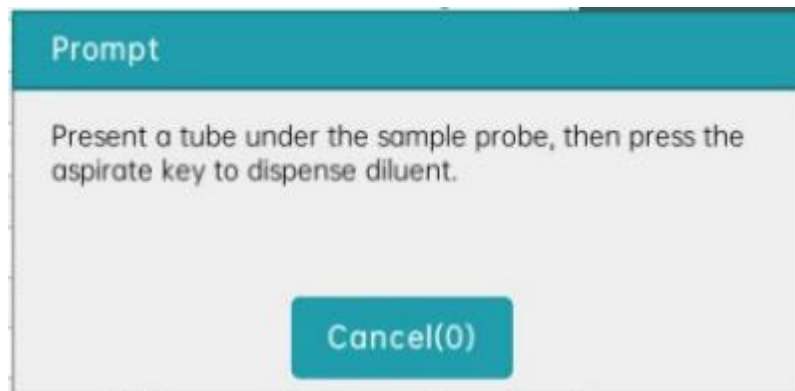 Prompt
Present a tube under the sample probe, then press the
aspirate key to dispense diluent.
Cancel(0)